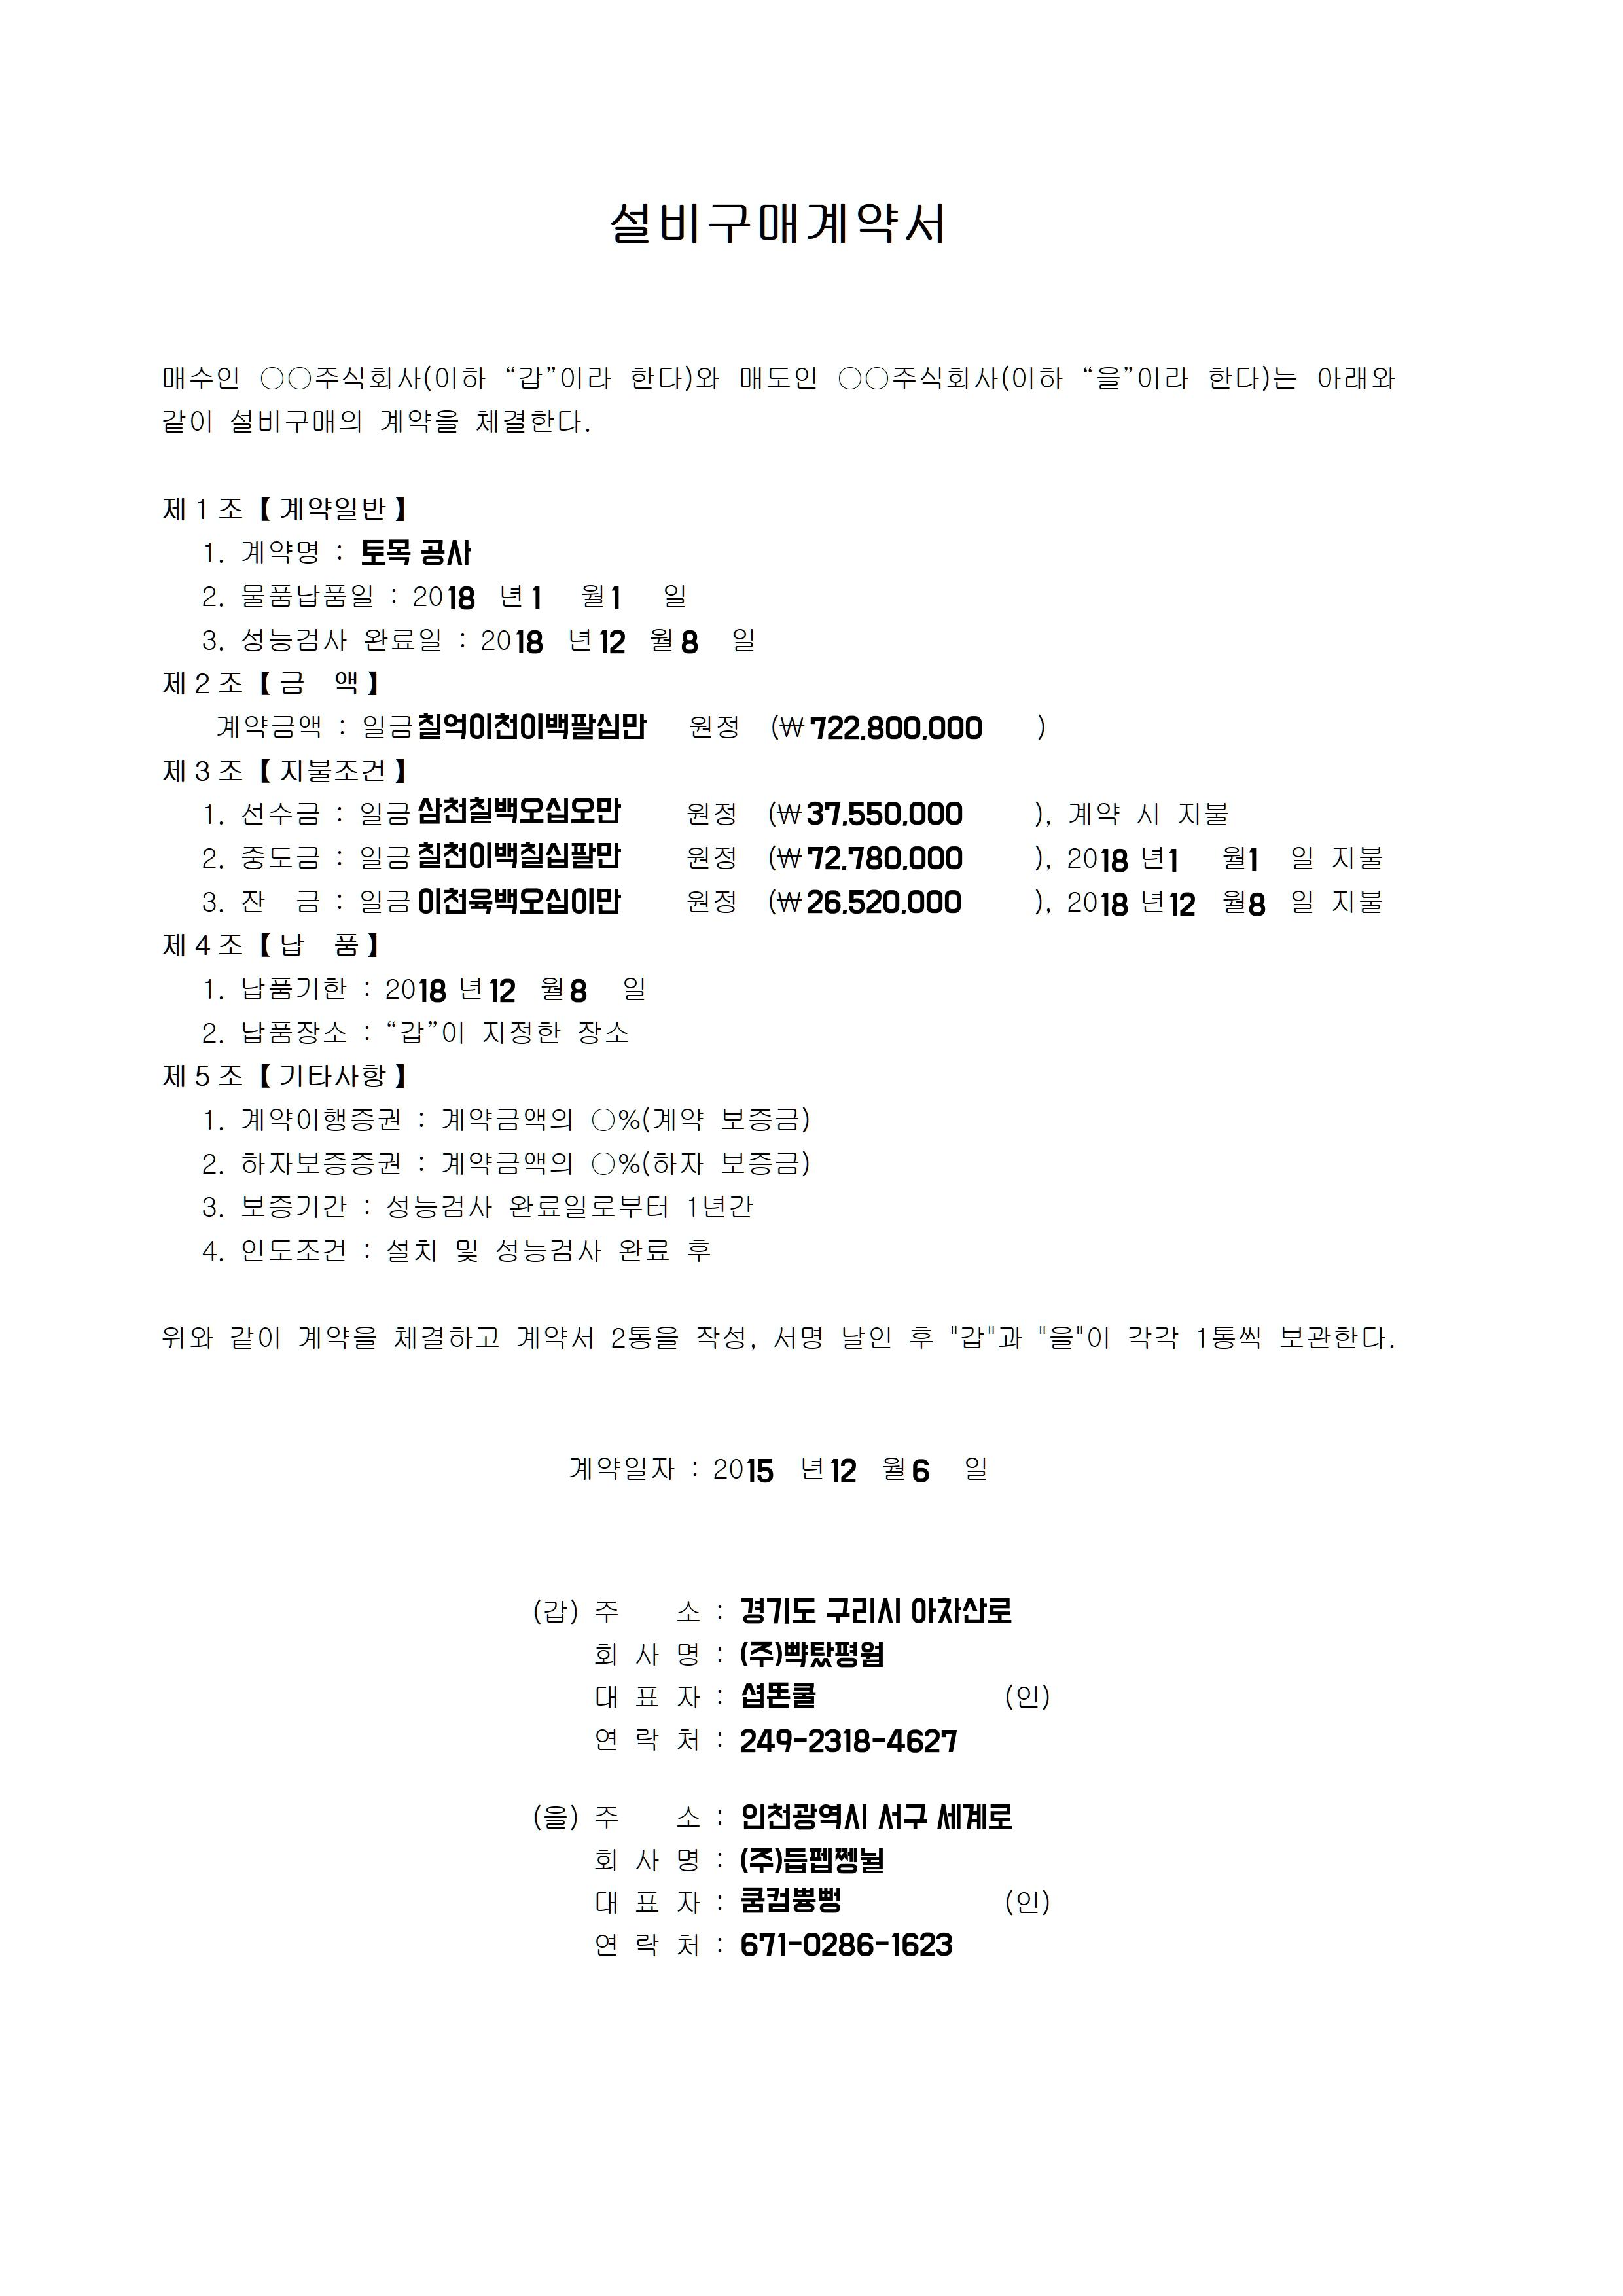 설비구매계약서
매수인 ○○주식회사(이하 “갑”이라 한다)와 매도인 ○○주식회사(이하 “을”이라 한다)는 아래와
같이 설비구매의 계약을 체결한다.
제 1 조 【 계약일반 】
1. 계약명 : 토목 공사
2. 물품납품일 : 2018 년 1 월 1 일
3. 성능검사 완료일 : 2018 년 12 월 8 일
제 2 조 【 금 액 】
계약금액 : 일금 칠억이천이백팔십만 원정 (₩ 722,800,000 )
제 3 조 【 지불조건 】
1. 선수금 : 일금 삼천칠백오십오만 원정 (₩ 37,550,000 ), 계약 시 지불
2. 중도금 : 일금 칠천이백칠십팔만 원정 (₩ 72,780,000 ), 2018 년 1 월 1 일 지불
3. 잔 금 : 일금 이천육백오십이만 원정 (₩ 26,520,000 ), 2018 년 12 월 8 일 지불
제 4 조 【 납 품 】
1. 납품기한 : 2018 년 12 월 8 일
2. 납품장소 : “갑”이 지정한 장소
제 5 조 【 기타사항 】
1. 계약이행증권 : 계약금액의 ○%(계약 보증금)
2. 하자보증증권 : 계약금액의 ○%(하자 보증금)
3. 보증기간 : 성능검사 완료일로부터 1년간
4. 인도조건 : 설치 및 성능검사 완료 후
위와 같이 계약을 체결하고 계약서 2통을 작성, 서명 날인 후 "갑"과 "을"이 각각 1통씩 보관한다.
계약일자 : 2015 년 12 월 6 일
(갑) 주 소 : 경기도 구리시 아차산로
회 사 명 : (주)뺙탔평웜
대 표 자 : 셥똔쿨 (인)
연 락 처 : 249-2318-4627
(을) 주 소 : 인천광역시 서구 세계로
회 사 명 : (주)듭펩쩽뉠
대 표 자 : 쿰컴쁑뻥 (인)
연 락 처 : 671-0286-1623